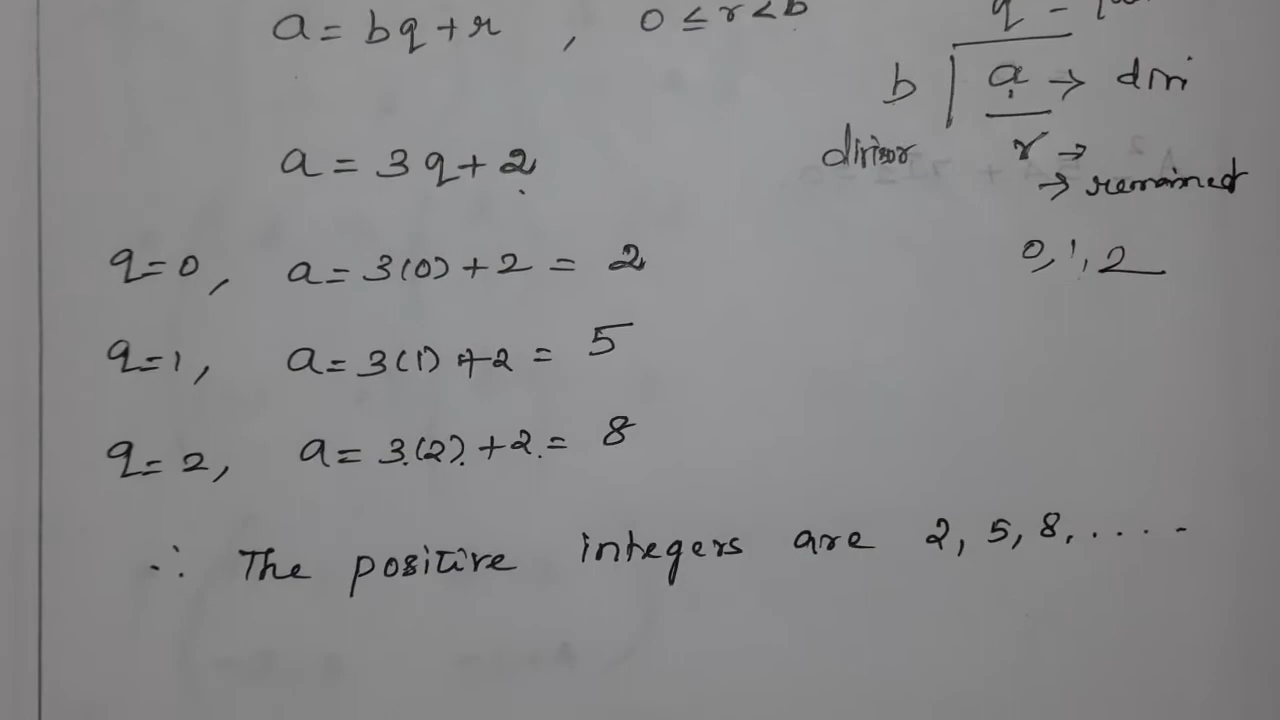 a = bq + r , 0 ≤ r < b
q -
b a → divi
divisor r →
→ remained
0, 1, 2
a = 3q + 2
q = 0, a = 3(0) + 2 = 2
q = 1, a = 3(1) + 2 = 5
q = 2, a = 3(2) + 2 = 8
∴ The positive integers are 2, 5, 8, .....